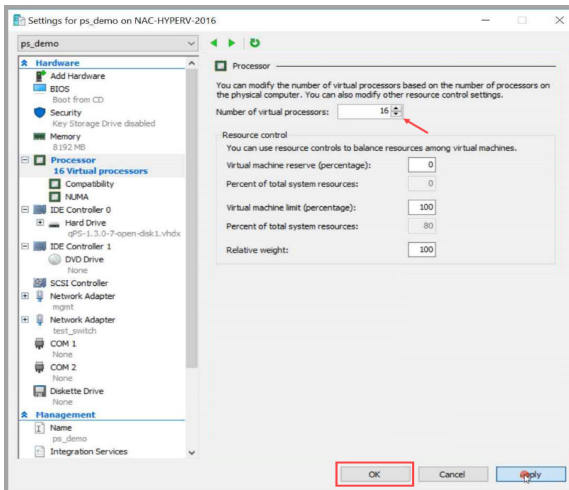 Settings for ps_demo on NAC-HYPERV-2016
ps_demo
Hardware
Add Hardware
BIOS
Boot from CD
Security
Key Storage Drive disabled
Memory
8192 MB
Processor
16 Virtual processors
Compatibility
NUMA
IDE Controller 0
Hard Drive
qPS-1.3.0-7-open-disk1.vhdx
IDE Controller 1
DVD Drive
None
SCSI Controller
Network Adapter
mgmt
Network Adapter
test_switch
COM 1
None
COM 2
None
Diskette Drive
None
Management
Name
ps_demo
Integration Services
Processor
You can modify the number of virtual processors based on the number of processors on
the physical computer. You can also modify other resource control settings.
Number of virtual processors: 16
Resource control
You can use resource controls to balance resources among virtual machines.
Virtual machine reserve (percentage): 0
Percent of total system resources: 0
Virtual machine limit (percentage): 100
Percent of total system resources: 80
Relative weight: 100
OK Cancel Apply